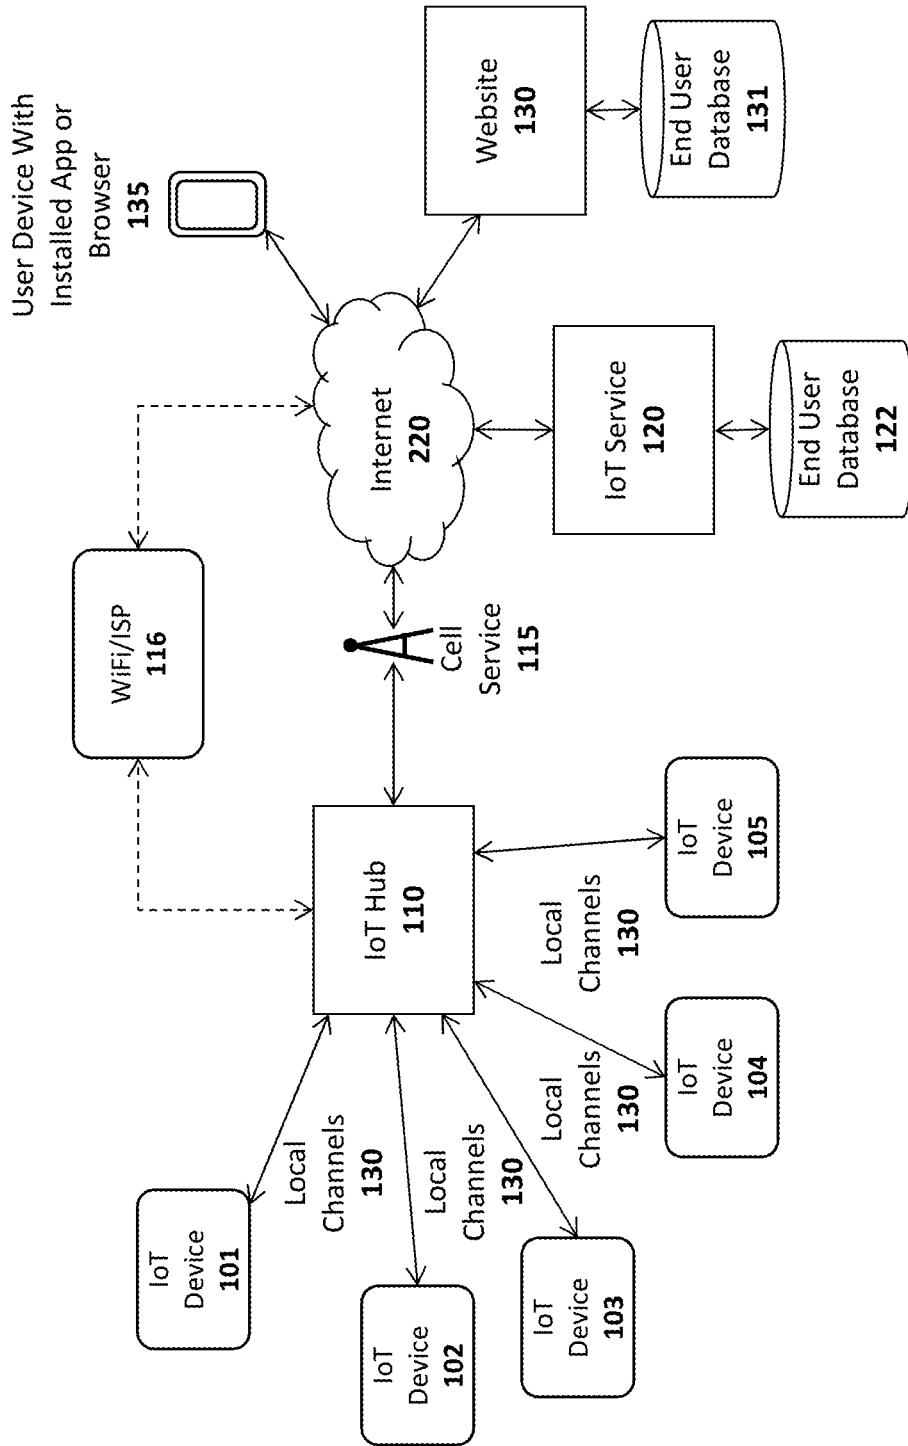 User Device With
Installed App or
Browser
135
WiFi/ISP
116
Website
130
End User
Database
131
Internet
220
IoT Service
120
End User
Database
122
Cell
Service
115
IoT Hub
110
IoT
Device
101
Local
Channels
130
IoT
Device
102
Local
Channels
130
IoT
Device
103
Local
Channels
130
IoT
Device
104
Local
Channels
130
IoT
Device
105